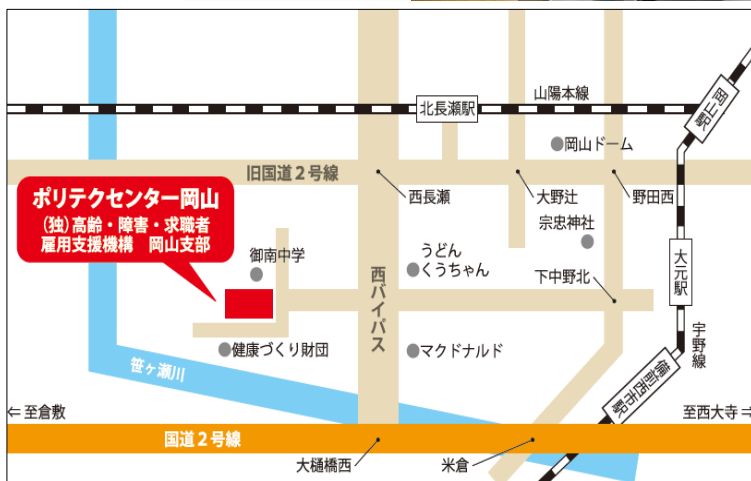 山陽本線
北長瀬駅
岡山駅
岡山ドーム
旧国道2号線
西長瀬
大野辻
野田西
ポリテクセンター岡山
(独)高齢・障害・求職者
雇用支援機構 岡山支部
宗忠神社
御南中学
うどん
くうちゃん
大元駅
下中野北
西バイパス
宇野線
健康づくり財団
マクドナルド
笹ヶ瀬川
備前西市駅
⇐至倉敷
至西大寺⇒
国道2号線
大樋橋西
米倉